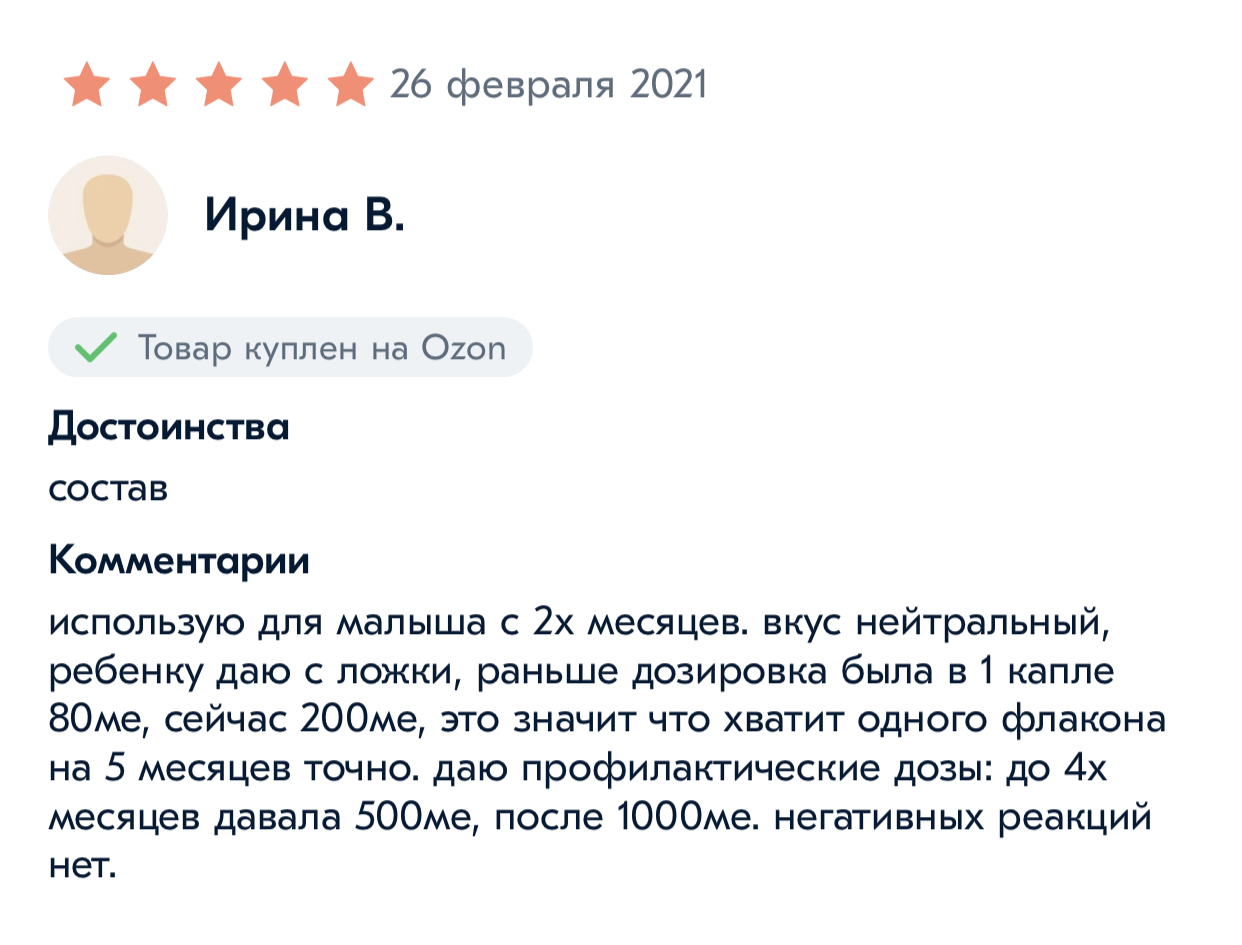 26 февраля 2021
Ирина В.
Товар куплен на Ozon
Достоинства
состав
Комментарии
использую для малыша с 2х месяцев. вкус нейтральный,
ребенку даю с ложки, раньше дозировка была в 1 капле
80ме, сейчас 200ме, это значит что хватит одного флакона
на 5 месяцев точно. даю профилактические дозы: до 4х
месяцев давала 500ме, после 1000ме. негативных реакций
нет.